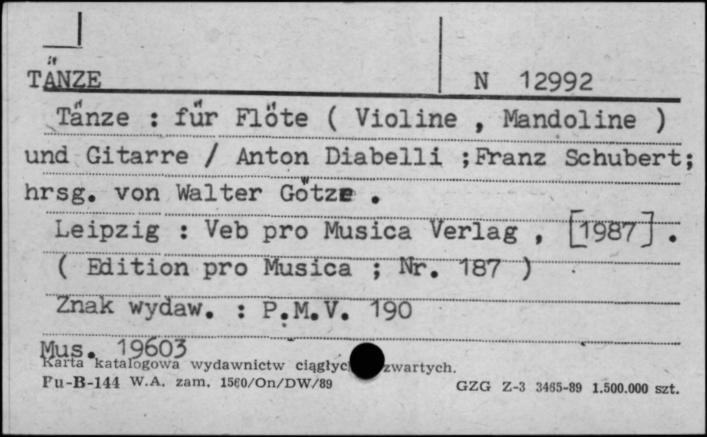 TÄNZE
N 12992
Tänze : für Flöte ( Violine , Mandoline )
und Gitarre / Anton Diabelli ;Franz Schubert;
hrsg. von Walter Götze .
Leipzig : Veb pro Musica Verlag , [1987] .
( Edition pro Musica ; Nr. 187 )
Znak wydaw. : P.M.V. 190
Mus. 19603
Karta katalogowa wydawnictw ciągłyc zwartych.
Pu-B-144 W.A. zam. 1560/On/DW/89
GZG Z-3 3465-89 1.500.000 szt.